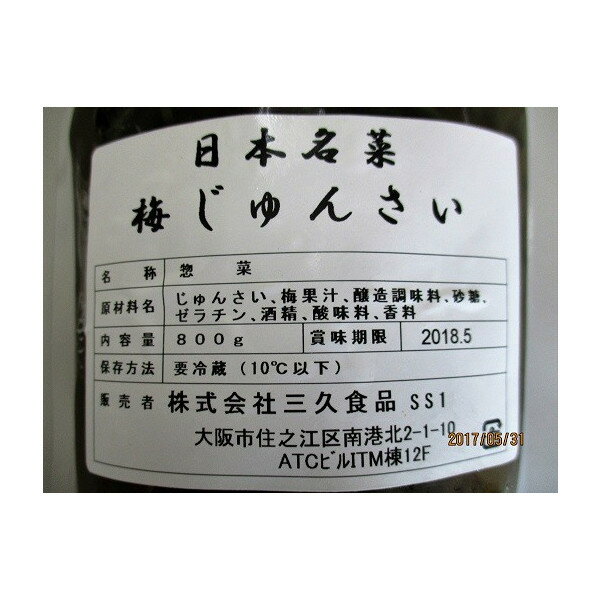 日本名菜
梅じゅんさい
名称 惣菜
原材料名 じゅんさい、梅果汁、醸造調味料、砂糖、
ゼラチン、酒精、酸味料、香料
内容量 800g 賞味期限 2018.5
保存方法 要冷蔵(10℃以下)
販売者 株式会社三久食品 SS1
大阪市住之江区南港北2-1-10
ATCビルITM棟12F
2017/05/31